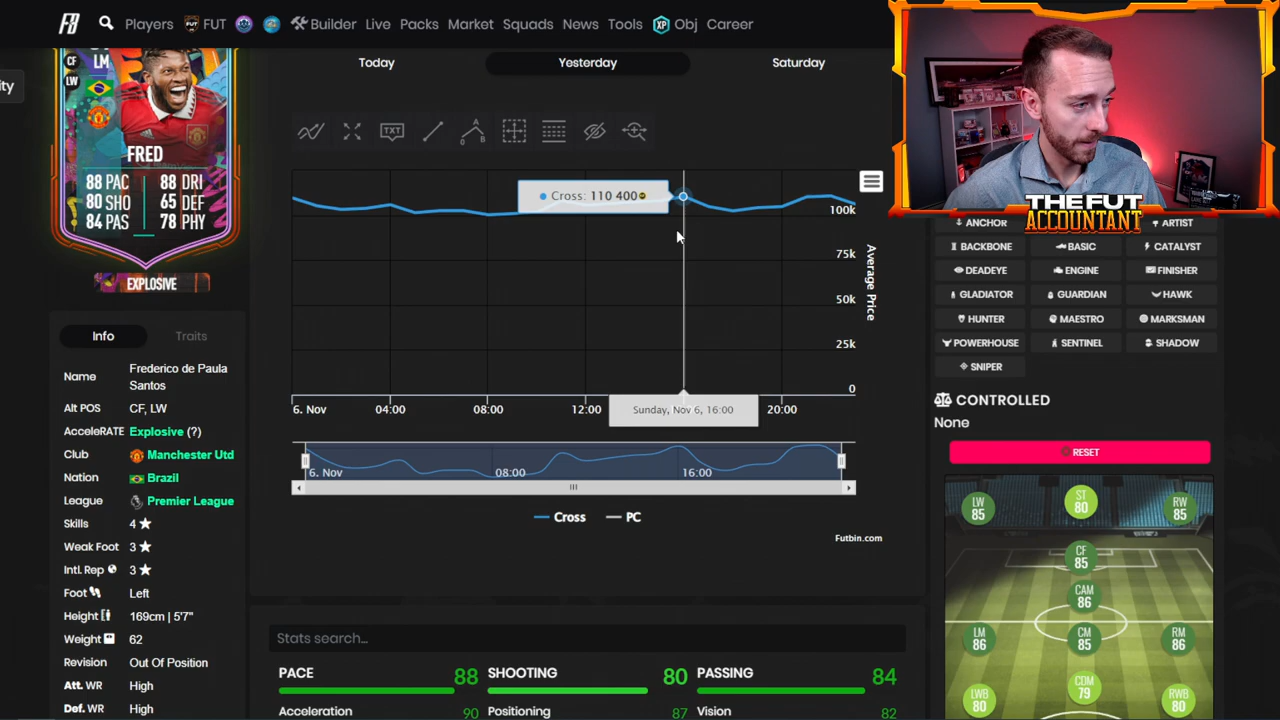 Players
FUT
Builder
Live
Packs
Market
Squads
News
Tools
XP
Obj
Career
ity
CF
LM
LW
FRED
88 PAC
88 DRI
80 SHO
65 DEF
84 PAS
78 PHY
EXPLOSIVE
Info
Traits
Name
Frederico de Paula
Santos
Alt POS
CF, LW
AcceleRATE
Explosive (?)
Club
Manchester Utd
Nation
Brazil
League
Premier League
Skills
4
Weak Foot
3
Intl. Rep
3
Foot
Left
Height
169cm | 5'7"
Weight
62
Revision
Out Of Position
Att. WR
High
Def. WR
High
Today
Yesterday
Saturday
TXT
Cross: 110 400
100k
75k
50k
25k
0
Average Price
6. Nov
04:00
08:00
12:00
Sunday, Nov 6, 16:00
20:00
6. Nov
08:00
16:00
Cross
PC
Futbin.com
Stats search...
PACE 88
SHOOTING 80
PASSING 84
Acceleration 90
Positioning 87
Vision 82
THE FUT
ACCOUNTANT
ANCHOR
ARTIST
BACKBONE
BASIC
CATALYST
DEADEYE
ENGINE
FINISHER
GLADIATOR
GUARDIAN
HAWK
HUNTER
MAESTRO
MARKSMAN
POWERHOUSE
SENTINEL
SHADOW
SNIPER
CONTROLLED
None
RESET
LW
85
ST
80
RW
85
CF
85
CAM
86
LM
86
CM
85
RM
86
CDM
79
LWB
80
RWB
80